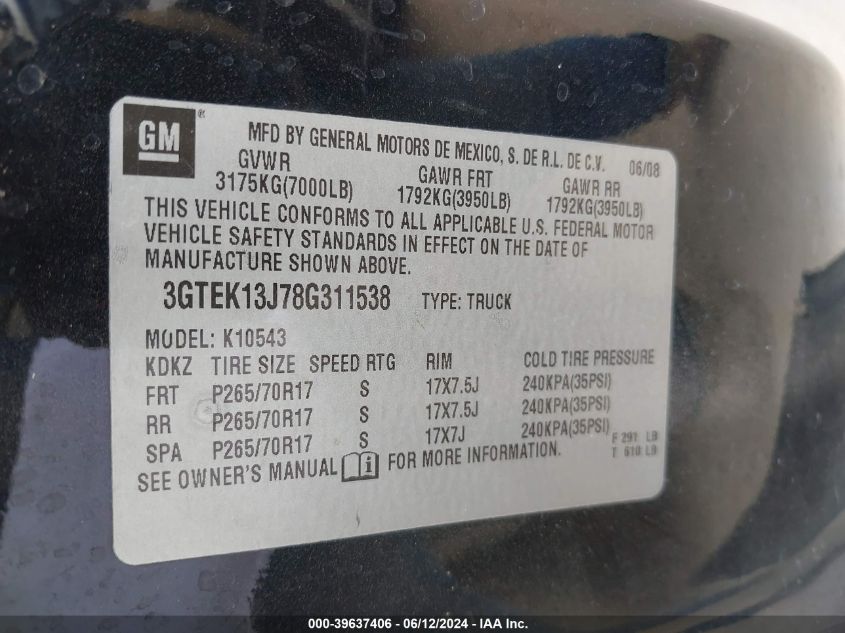 GM ® MFD BY GENERAL MOTORS DE MEXICO, S. DE R.L. DE C.V. 06/08
GVWR GAWR FRT GAWR RR
3175KG(7000LB) 1792KG(3950LB) 1792KG(3950LB)
THIS VEHICLE CONFORMS TO ALL APPLICABLE U.S. FEDERAL MOTOR
VEHICLE SAFETY STANDARDS IN EFFECT ON THE DATE OF
MANUFACTURE SHOWN ABOVE.
3GTEK13J78G311538 TYPE: TRUCK
MODEL: K10543
KDKZ TIRE SIZE SPEED RTG RIM COLD TIRE PRESSURE
FRT P265/70R17 S 17X7.5J 240KPA(35PSI)
RR P265/70R17 S 17X7.5J 240KPA(35PSI)
SPA P265/70R17 S 17X7J 240KPA(35PSI)
F 291 LB
T 610 LB
SEE OWNER'S MANUAL i FOR MORE INFORMATION.
000-39637406 - 06/12/2024 - IAA Inc.